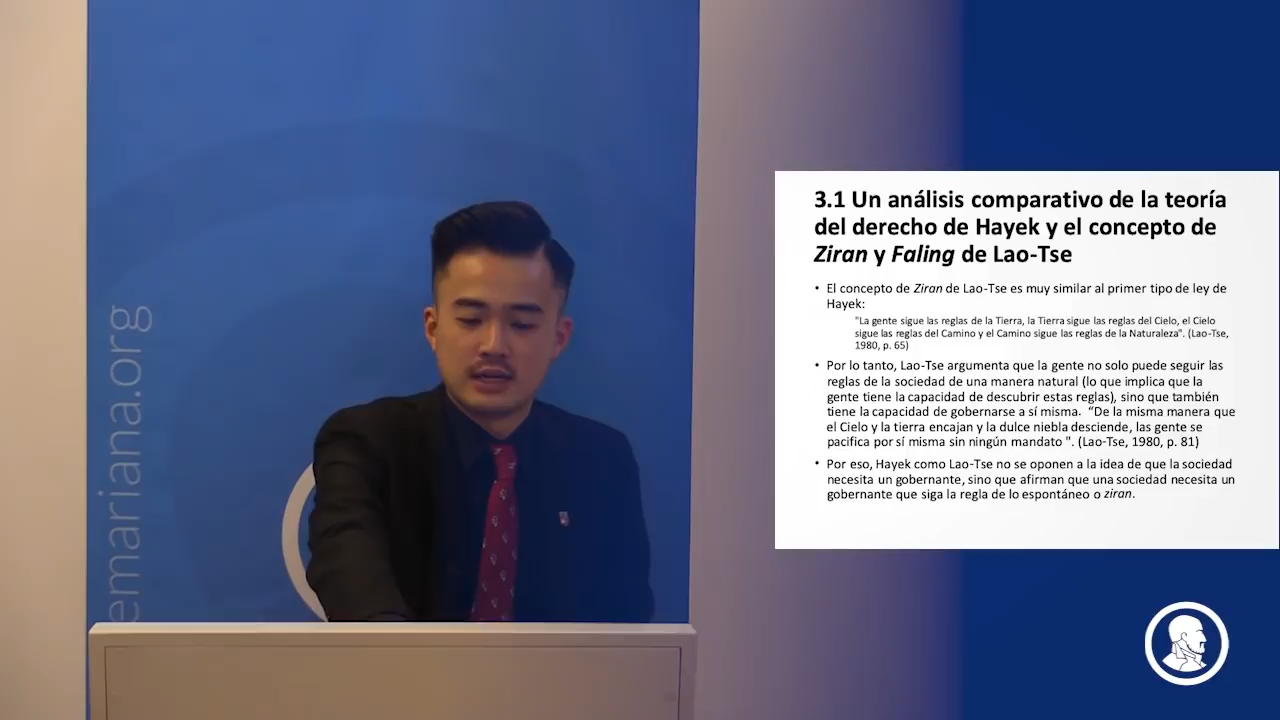 emariana.org
3.1 Un análisis comparativo de la teoría
del derecho de Hayek y el concepto de
Ziran y Faling de Lao-Tse
• El concepto de Ziran de Lao-Tse es muy similar al primer tipo de ley de
Hayek:
"La gente sigue las reglas de la Tierra, la Tierra sigue las reglas del Cielo, el Cielo
sigue las reglas del Camino y el Camino sigue las reglas de la Naturaleza". (Lao-Tse,
1980, p. 65)
• Por lo tanto, Lao-Tse argumenta que la gente no solo puede seguir las
reglas de la sociedad de una manera natural (lo que implica que la
gente tiene la capacidad de descubrir estas reglas), sino que también
tiene la capacidad de gobernarse a sí misma. “De la misma manera que
el Cielo y la tierra encajan y la dulce niebla desciende, las gente se
pacifica por sí misma sin ningún mandato ". (Lao-Tse, 1980, p. 81)
• Por eso, Hayek como Lao-Tse no se oponen a la idea de que la sociedad
necesita un gobernante, sino que afirman que una sociedad necesita un
gobernante que siga la regla de lo espontáneo o ziran.